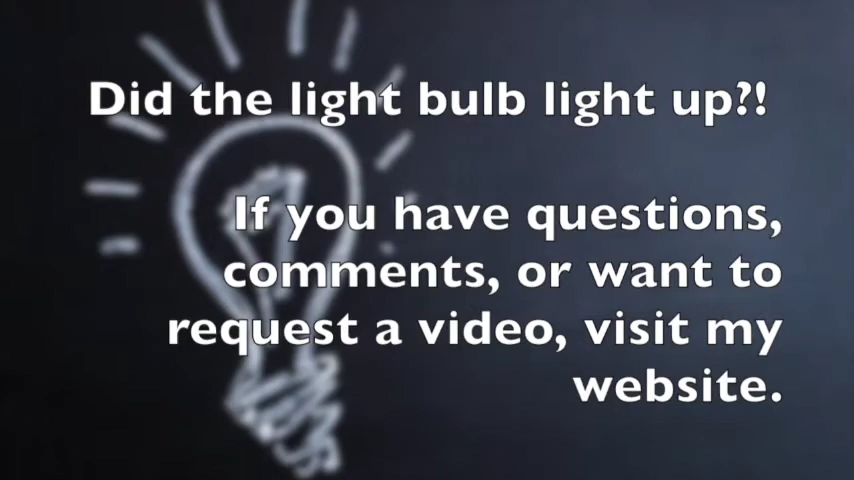 Did the light bulb light up?!
If you have questions,
comments, or want to
request a video, visit my
website.